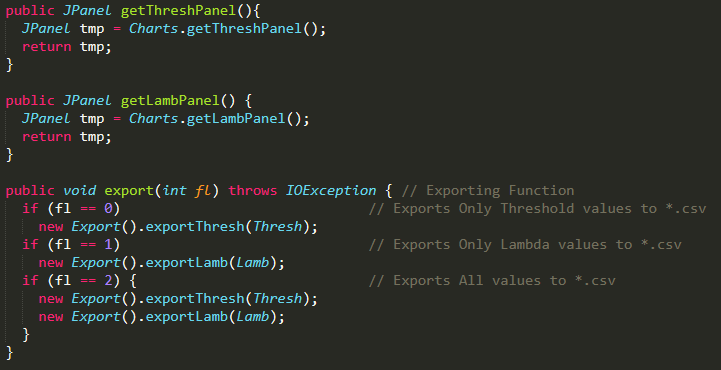 public JPanel getThreshPanel(){
  JPanel tmp = Charts.getThreshPanel();
  return tmp;
}

public JPanel getLambPanel() {
  JPanel tmp = Charts.getLambPanel();
  return tmp;
}

public void export(int fl) throws IOException { // Exporting Function
  if (fl == 0)                              // Exports Only Threshold values to *.csv
    new Export().exportThresh(Thresh);
  if (fl == 1)                              // Exports Only Lambda values to *.csv
    new Export().exportLamb(Lamb);
  if (fl == 2) {                            // Exports All values to *.csv
    new Export().exportThresh(Thresh);
    new Export().exportLamb(Lamb);
  }
}